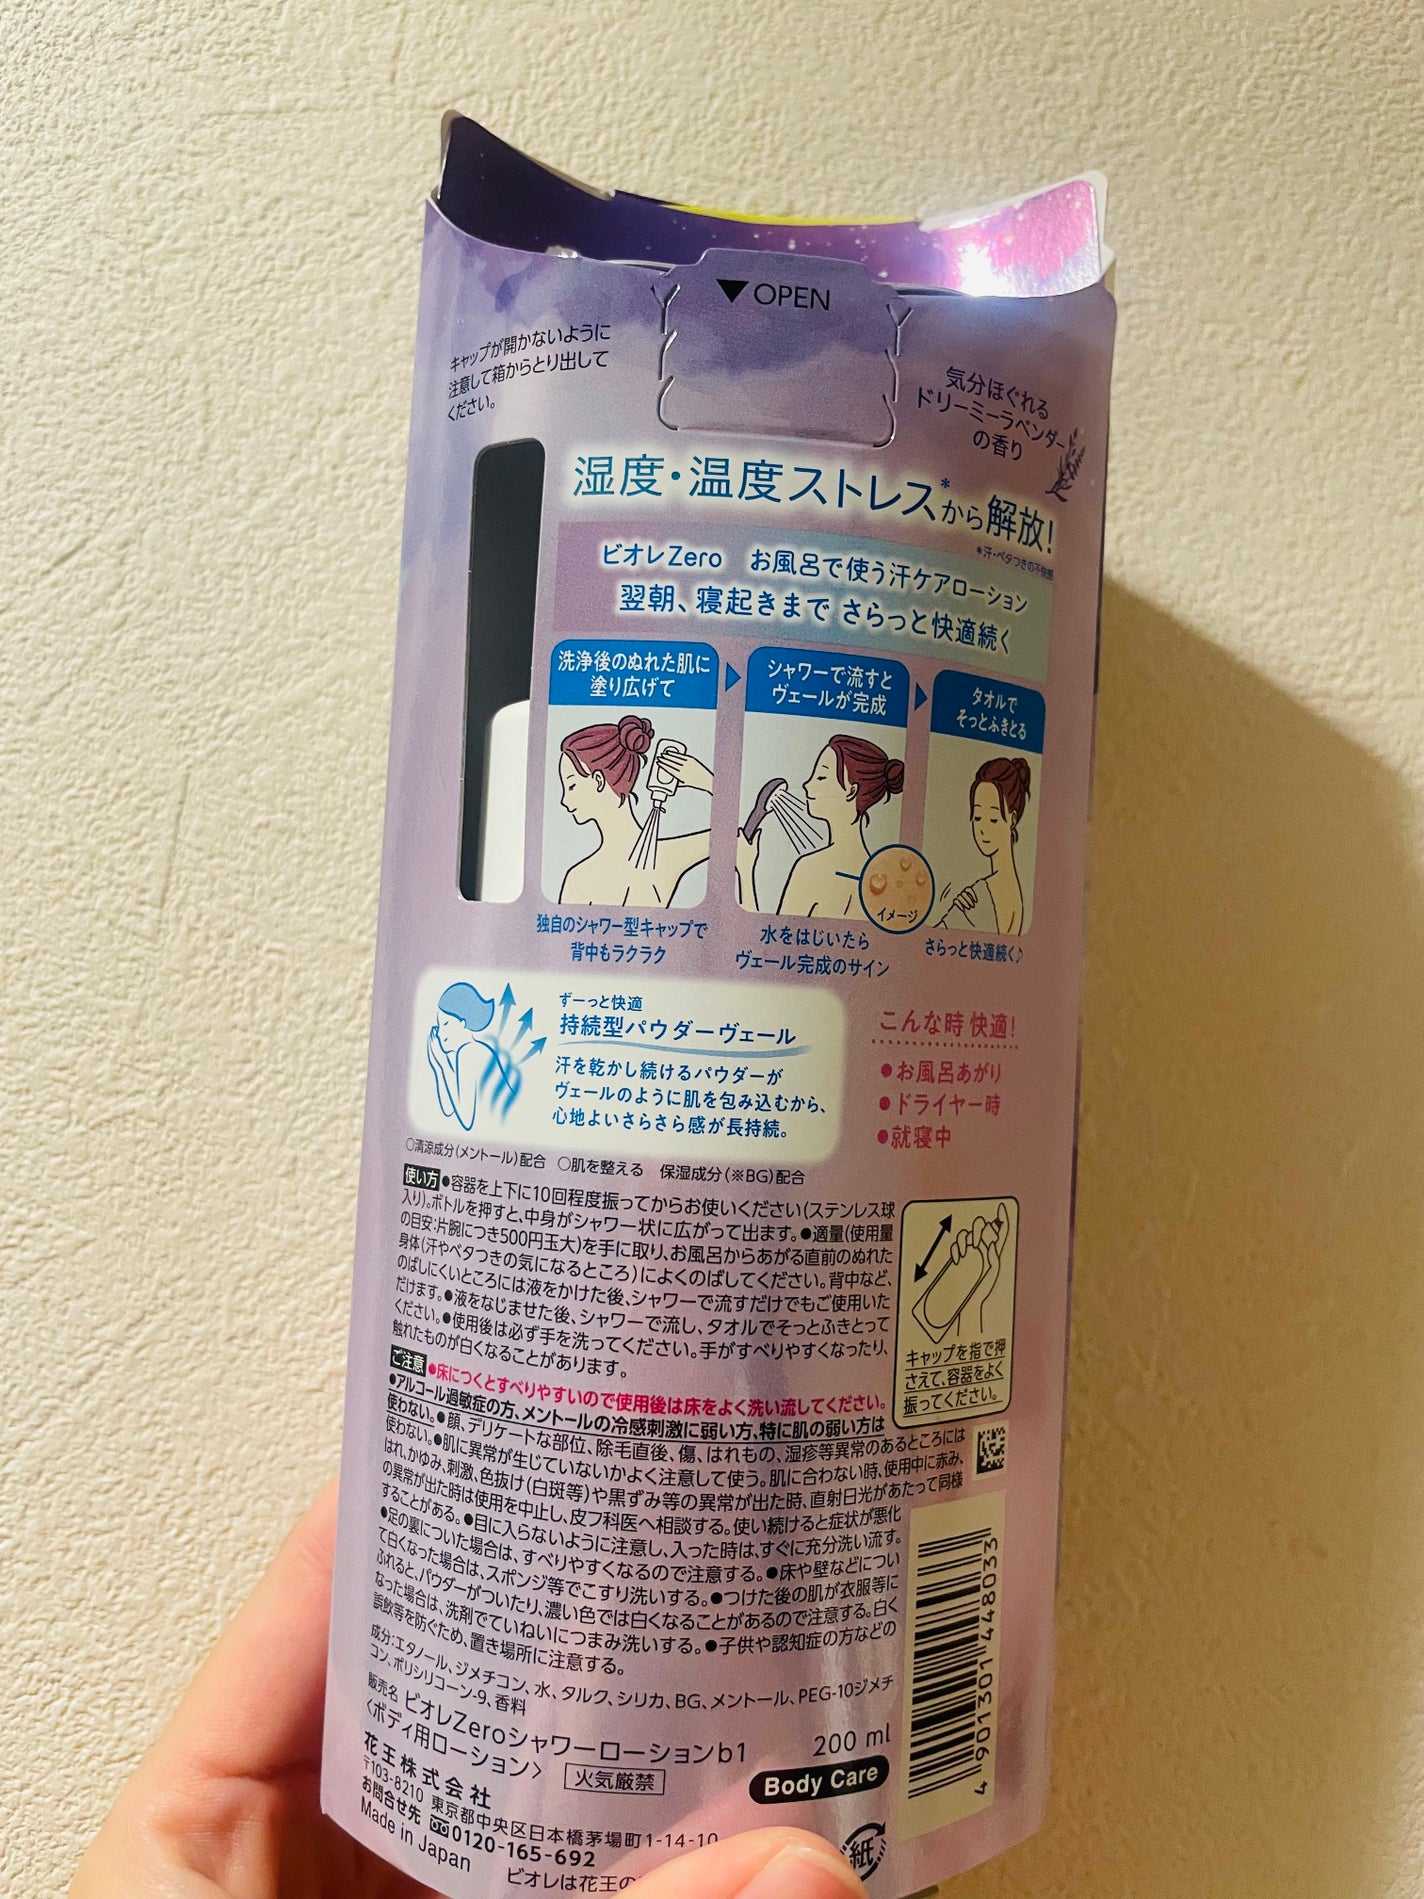 ▼OPEN
キャップが開かないように
注意して箱からとり出して
ください。
気分ほぐれる
ドリーミーラベンダー
の香り
湿度・温度ストレス*から解放!
*汗・ベタつきの不快感
ビオレZero お風呂で使う汗ケアローション
翌朝、寝起きまで さらっと快適続く
洗浄後のぬれた肌に
塗り広げて
シャワーで流すと
ヴェールが完成
タオルで
そっとふきとる
イメージ
独自のシャワー型キャップで
背中もラクラク
水をはじいたら
ヴェール完成のサイン
さらっと快適続く♪
ずーっと快適
持続型パウダーヴェール
汗を乾かし続けるパウダーが
ヴェールのように肌を包み込むから、
心地よいさらさら感が長持続。
こんな時 快適!
●お風呂あがり
●ドライヤー時
●就寝中
○清涼成分(メントール)配合 ○肌を整える 保湿成分(※BG)配合
使い方 ●容器を上下に10回程度振ってからお使いください(ステンレス球
入り)。ボトルを押すと、中身がシャワー状に広がって出ます。●適量(使用量
の目安:片腕につき500円玉大)を手に取り、お風呂からあがる直前のぬれた
身体(汗やベタつきの気になるところ)によくのばしてください。背中など、
のばしにくいところには液をかけた後、シャワーで流すだけでもご使用いた
だけます。●液をなじませた後、シャワーで流し、タオルでそっとふきとって
ください。●使用後は必ず手を洗ってください。手がすべりやすくなったり、
触れたものが白くなることがあります。
キャップを指で押
さえて、容器をよく
振ってください。
ご注意 ●床につくとすべりやすいので使用後は床をよく洗い流してください。
●アルコール過敏症の方、メントールの冷感刺激に弱い方、特に肌の弱い方は
使わない。●顔、デリケートな部位、除毛直後、傷、はれもの、湿疹等異常のあるところには
使わない。●肌に異常が生じていないかよく注意して使う。肌に合わない時、使用中に赤み、
はれ、かゆみ、刺激、色抜け(白斑等)や黒ずみ等の異常が出た時、直射日光があたって同様
の異常が出た時は使用を中止し、皮フ科医へ相談する。使い続けると症状が悪化
することがある。●目に入らないように注意し、入った時は、すぐに充分洗い流す。
●足の裏についた場合は、すべりやすくなるので注意する。●床や壁などについ
て白くなった場合は、スポンジ等でこすり洗いする。●つけた後の肌が衣服等に
ふれると、パウダーがついたり、濃い色では白くなることがあるので注意する。白く
なった場合は、洗剤でていねいにつまみ洗いする。●子供や認知症の方などの
誤飲等を防ぐため、置き場所に注意する。
成分:エタノール、ジメチコン、水、タルク、シリカ、BG、メントール、PEG-10ジメチ
コン、ポリシリコーン-9、香料
販売名 ビオレZeroシャワーローションb1
<ボディ用ローション> 火気厳禁
200 ml
Body Care
4 901301 448033
花王株式会社
〒103-8210 東京都中央区日本橋茅場町1-14-10
お問合せ先 0120-165-692
Made in Japan
ビオレは花王の
紙